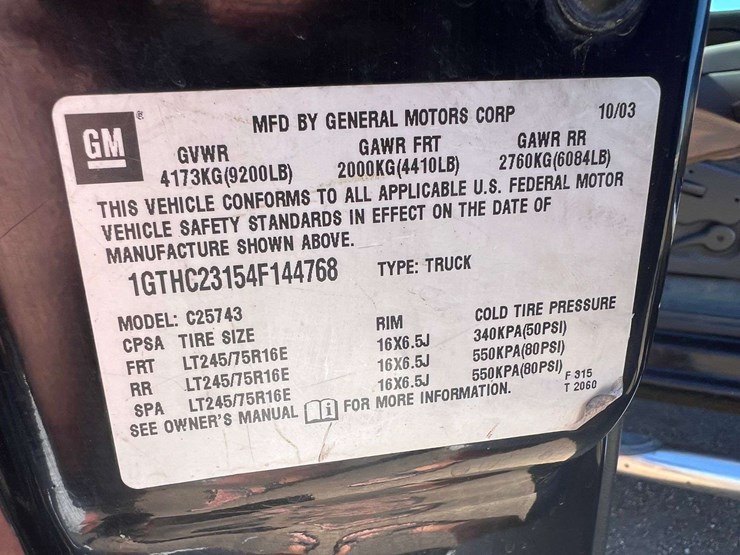 GM ®
MFD BY GENERAL MOTORS CORP 10/03
GVWR GAWR FRT GAWR RR
4173KG(9200LB) 2000KG(4410LB) 2760KG(6084LB)
THIS VEHICLE CONFORMS TO ALL APPLICABLE U.S. FEDERAL MOTOR
VEHICLE SAFETY STANDARDS IN EFFECT ON THE DATE OF
MANUFACTURE SHOWN ABOVE.
1GTHC23154F144768 TYPE: TRUCK
MODEL: C25743
CPSA TIRE SIZE RIM COLD TIRE PRESSURE
FRT LT245/75R16E 16X6.5J 340KPA(50PSI)
RR LT245/75R16E 16X6.5J 550KPA(80PSI)
SPA LT245/75R16E 16X6.5J 550KPA(80PSI)
SEE OWNER'S MANUAL i FOR MORE INFORMATION.
F 315
T 2060